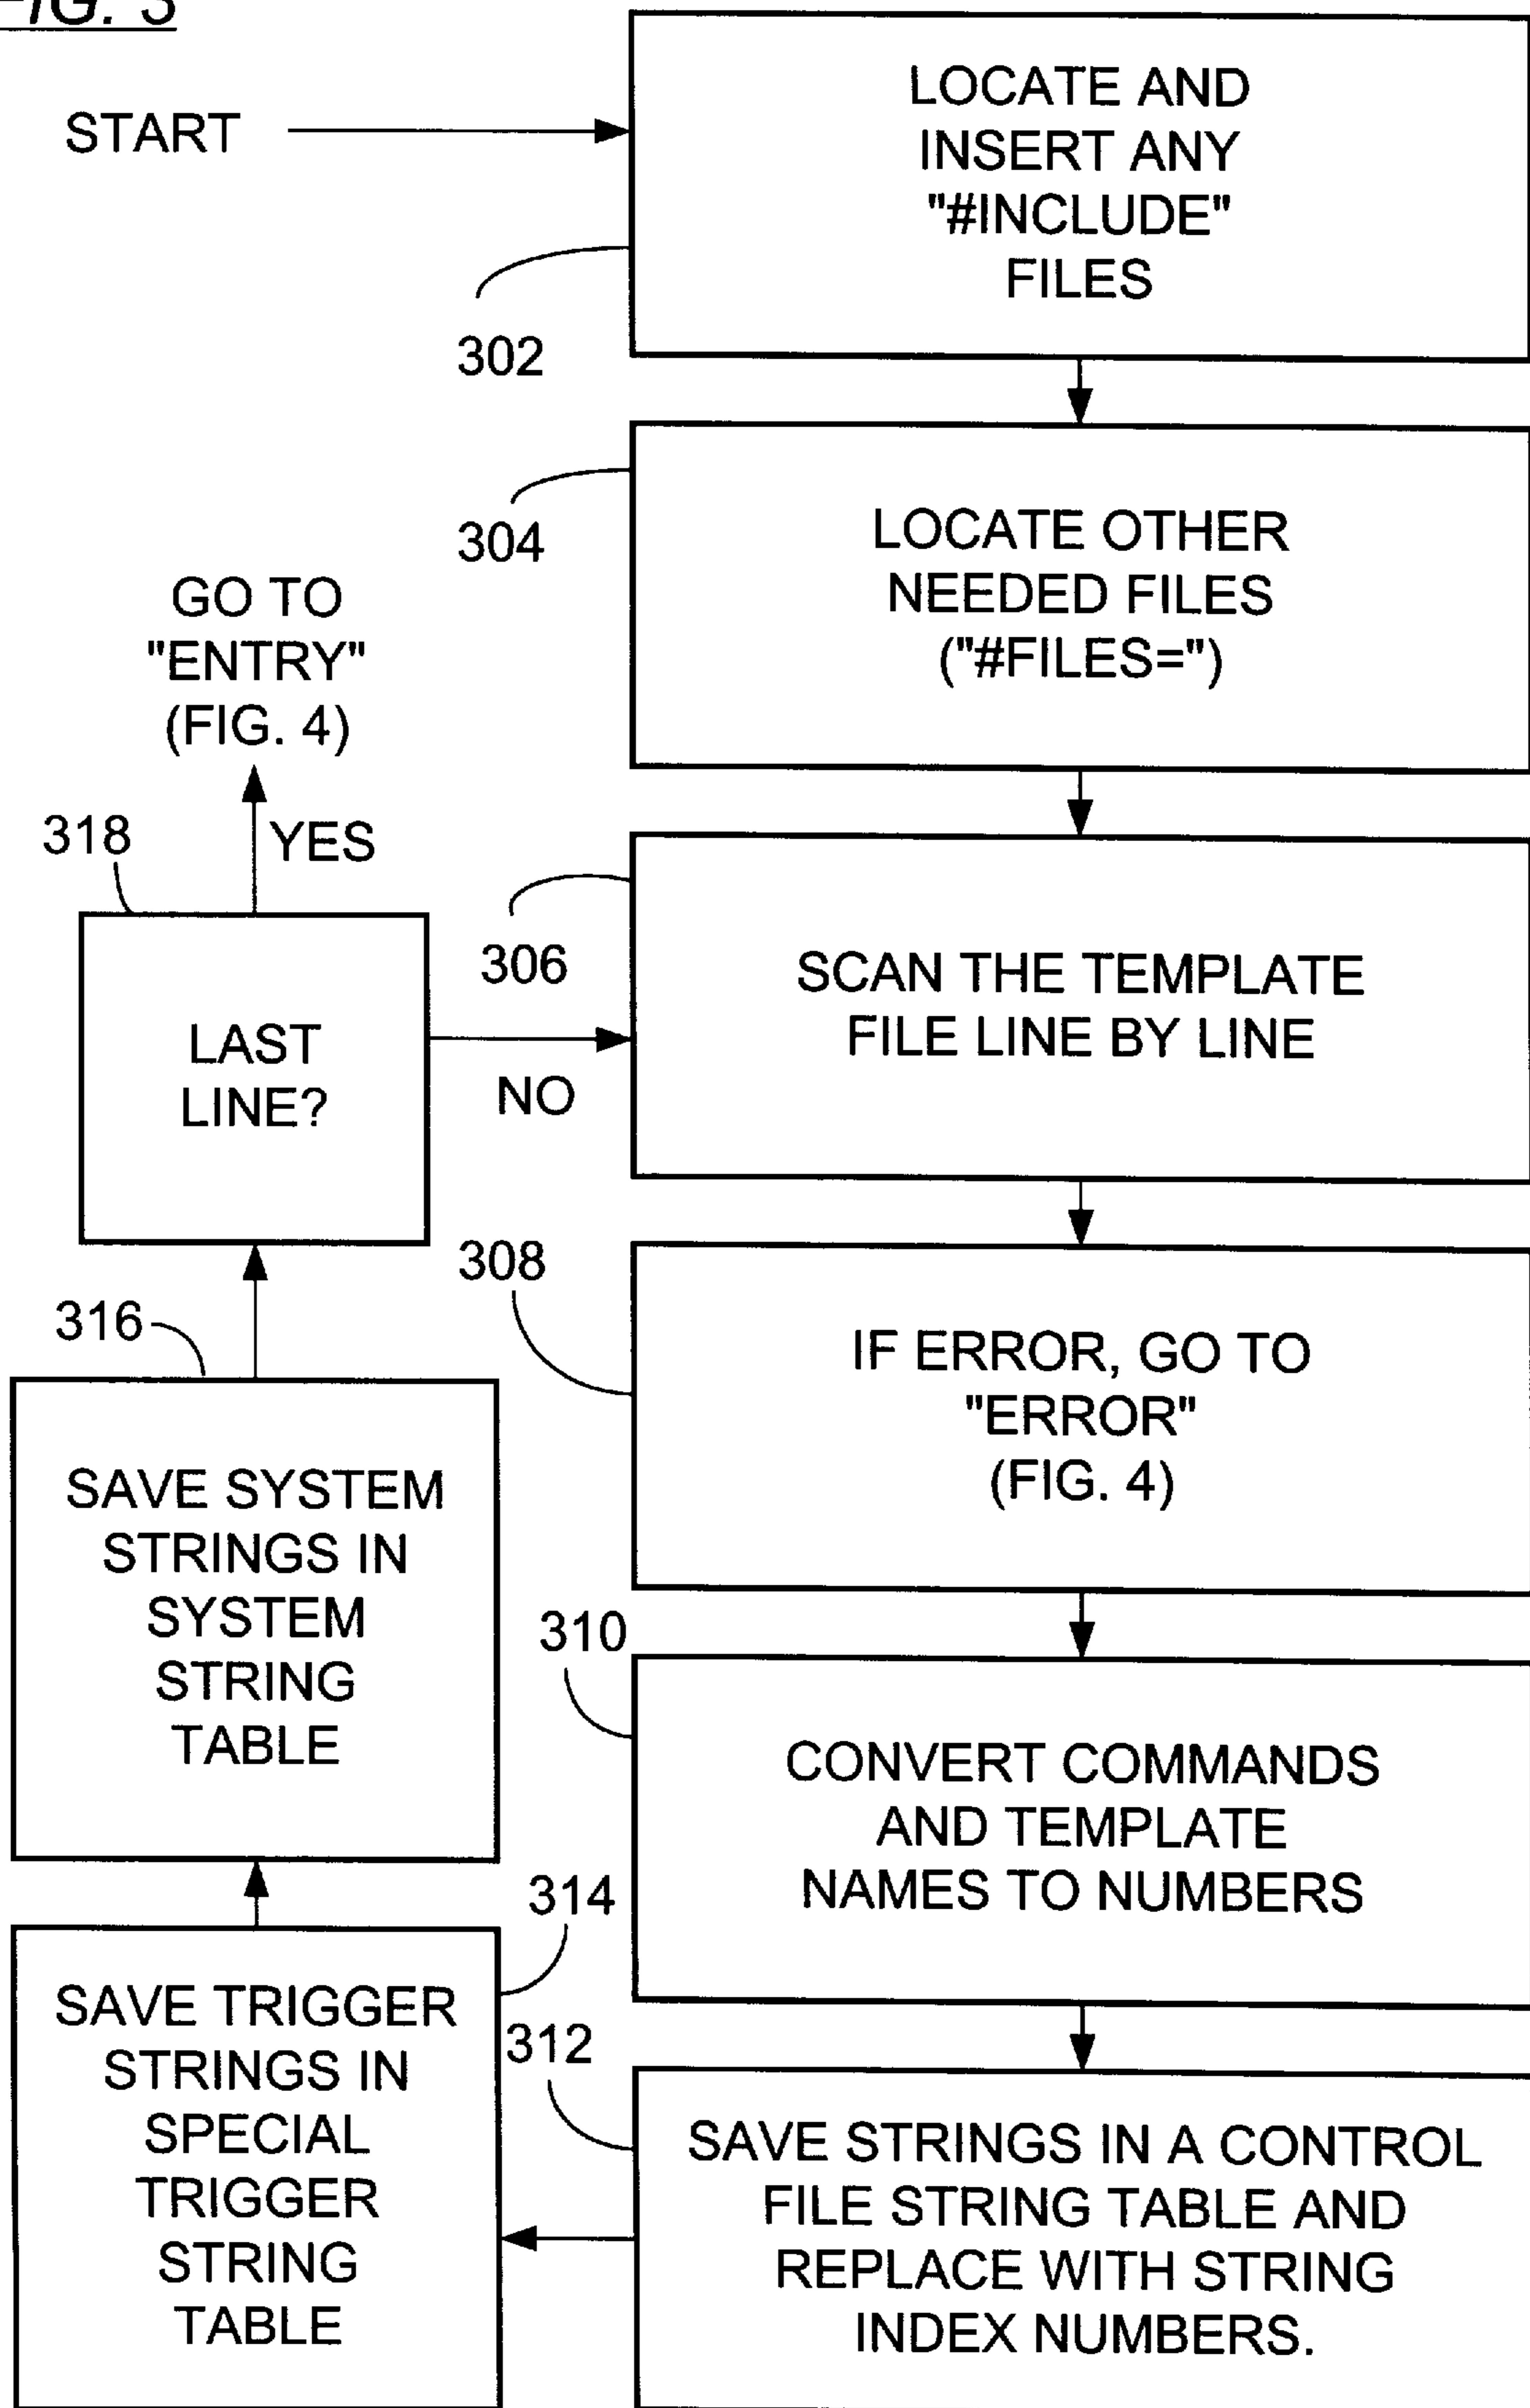 FIG. 3
START
LOCATE AND
INSERT ANY
"#INCLUDE"
FILES
302
LOCATE OTHER
NEEDED FILES
("#FILES=")
304
GO TO
"ENTRY"
(FIG. 4)
YES
318
LAST
LINE?
NO
306
SCAN THE TEMPLATE
FILE LINE BY LINE
308
IF ERROR, GO TO
"ERROR"
(FIG. 4)
316
SAVE SYSTEM
STRINGS IN
SYSTEM
STRING
TABLE
310
CONVERT COMMANDS
AND TEMPLATE
NAMES TO NUMBERS
314
SAVE TRIGGER
STRINGS IN
SPECIAL
TRIGGER
STRING
TABLE
312
SAVE STRINGS IN A CONTROL
FILE STRING TABLE AND
REPLACE WITH STRING
INDEX NUMBERS.